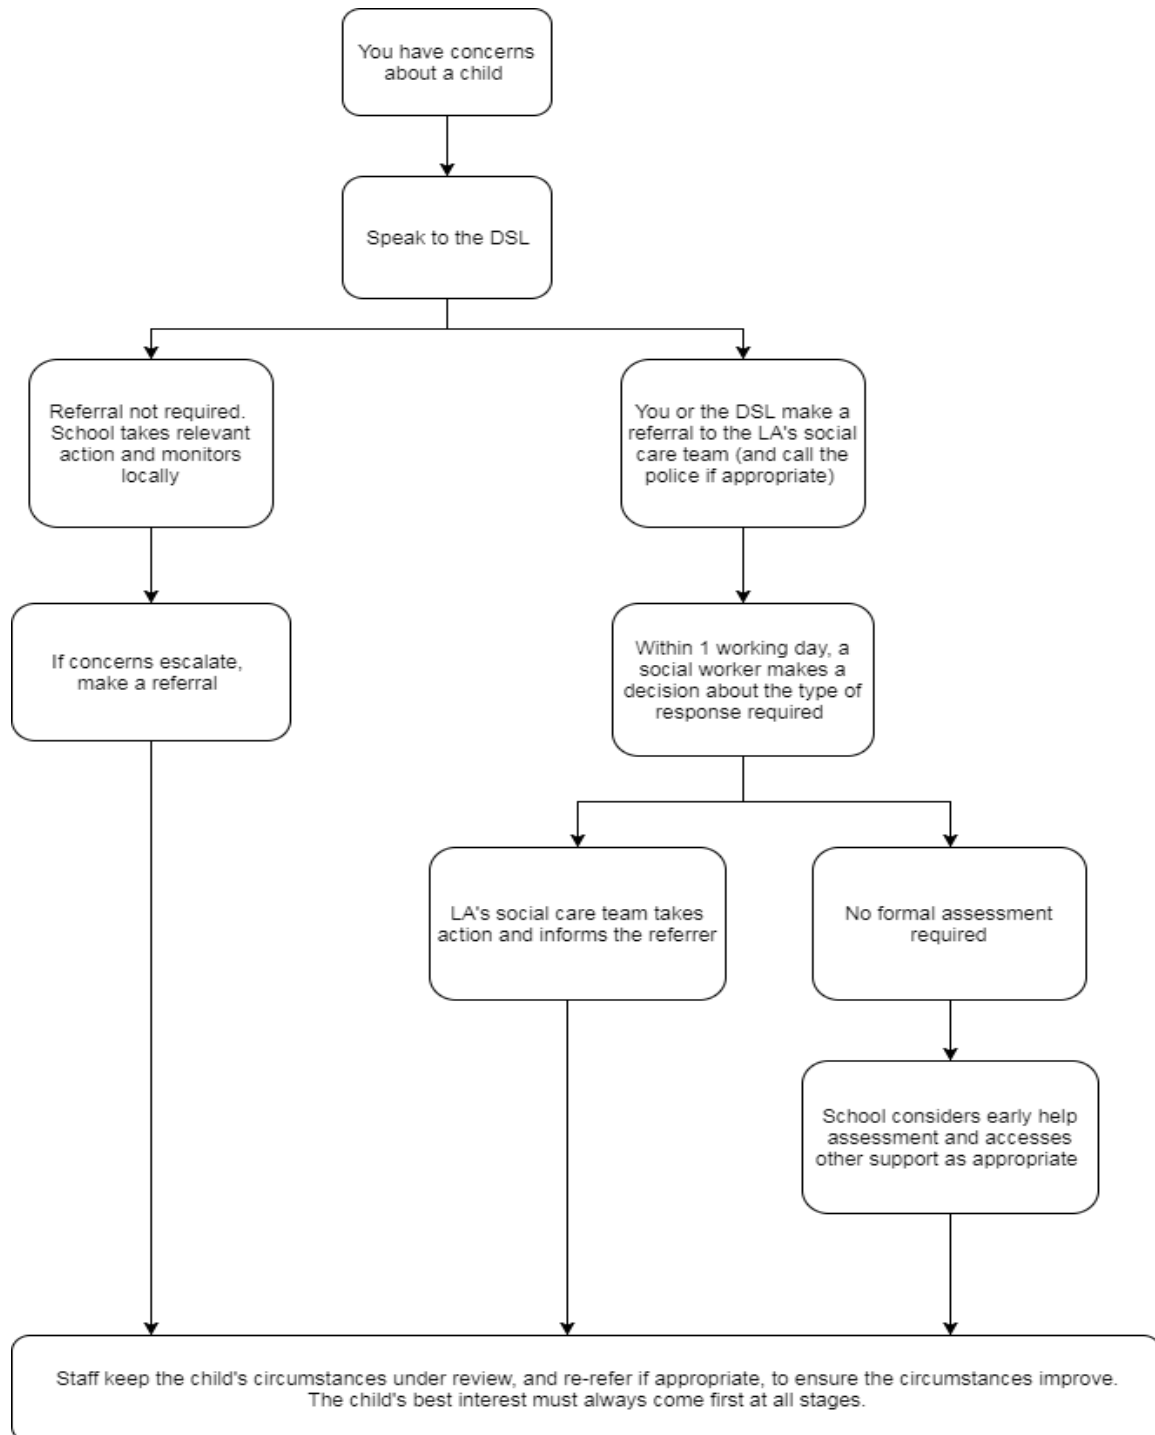 You have concerns
about a child
Speak to the DSL
Referral not required.
School takes relevant
action and monitors
locally
You or the DSL make a
referral to the LA's social
care team (and call the
police if appropriate)
If concerns escalate,
make a referral
Within 1 working day, a
social worker makes a
decision about the type of
response required
LA's social care team takes
action and informs the referrer
No formal assessment
required
School considers early help
assessment and accesses
other support as appropriate
Staff keep the child's circumstances under review, and re-refer if appropriate, to ensure the circumstances improve.
The child's best interest must always come first at all stages.